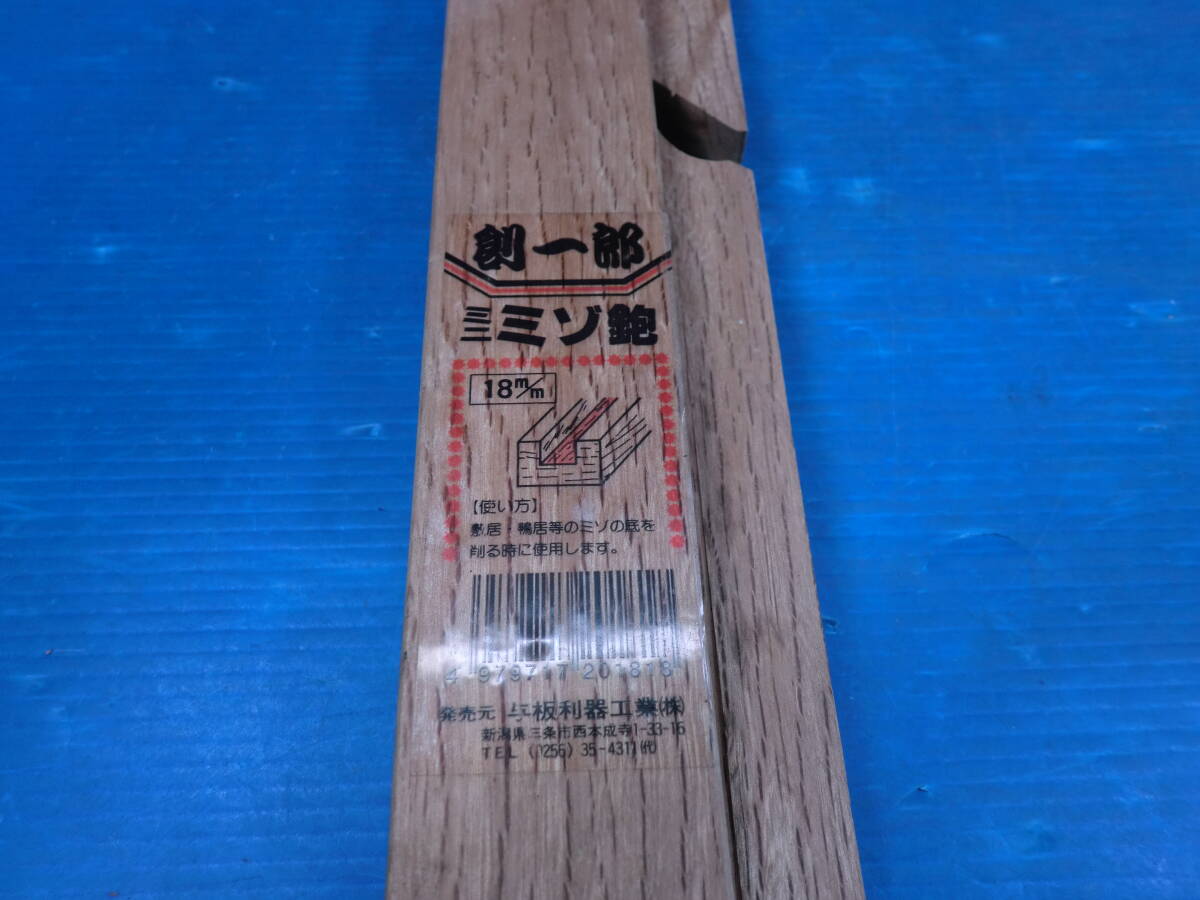 創一郎
ミニミゾ鉋
18m/m
【使い方】
敷居・鴨居等のミゾの底を
削る時に使用します。
4 979717 201818
発売元 与板利器工業(株)
新潟県三条市西本成寺1-33-16
TEL (0256) 35-4311(代)